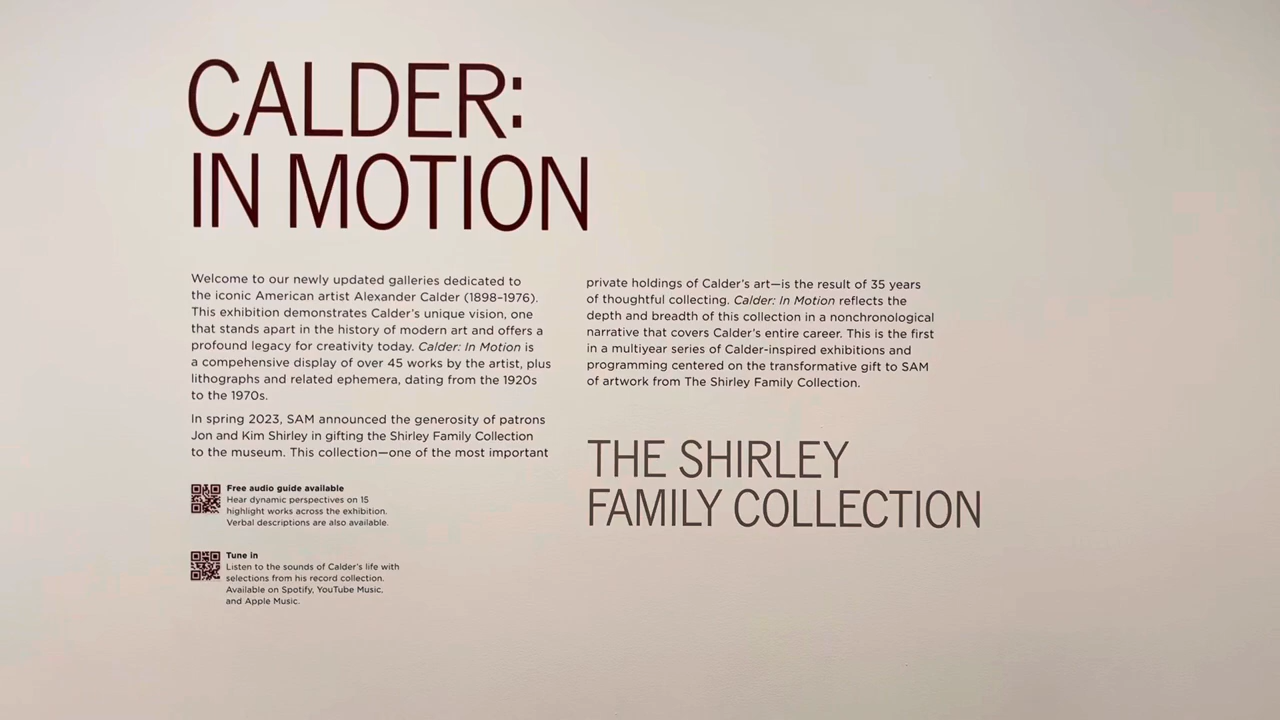 CALDER:
IN MOTION
Welcome to our newly updated galleries dedicated to
the iconic American artist Alexander Calder (1898–1976).
This exhibition demonstrates Calder's unique vision, one
that stands apart in the history of modern art and offers a
profound legacy for creativity today. Calder: In Motion is
a compehensive display of over 45 works by the artist, plus
lithographs and related ephemera, dating from the 1920s
to the 1970s.
In spring 2023, SAM announced the generosity of patrons
Jon and Kim Shirley in gifting the Shirley Family Collection
to the museum. This collection—one of the most important
private holdings of Calder's art—is the result of 35 years
of thoughtful collecting. Calder: In Motion reflects the
depth and breadth of this collection in a nonchronological
narrative that covers Calder's entire career. This is the first
in a multiyear series of Calder-inspired exhibitions and
programming centered on the transformative gift to SAM
of artwork from The Shirley Family Collection.
THE SHIRLEY
FAMILY COLLECTION
Free audio guide available
Hear dynamic perspectives on 15
highlight works across the exhibition.
Verbal descriptions are also available.
Tune in
Listen to the sounds of Calder's life with
selections from his record collection.
Available on Spotify, YouTube Music,
and Apple Music.